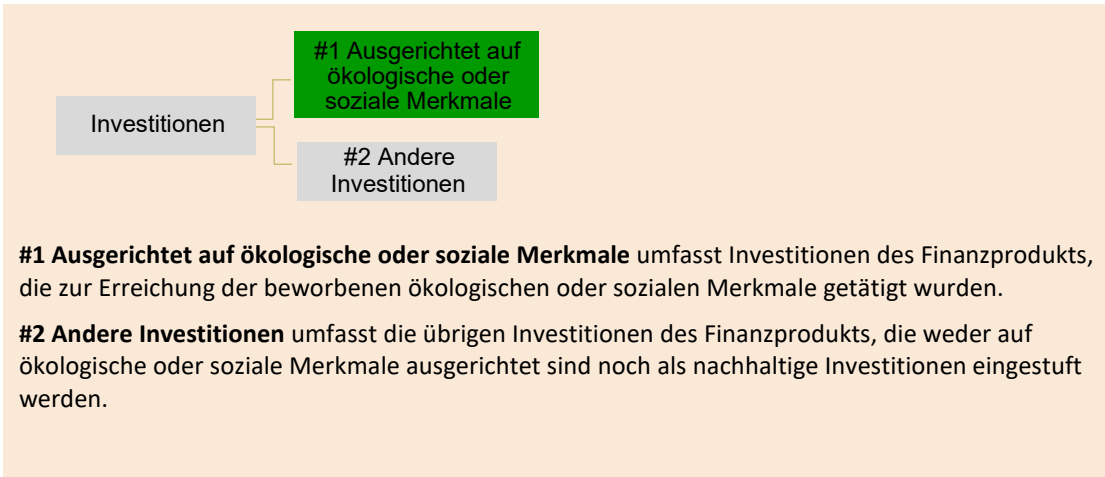 #1 Ausgerichtet auf
ökologische oder
soziale Merkmale
Investitionen
#2 Andere
Investitionen
#1 Ausgerichtet auf ökologische oder soziale Merkmale umfasst Investitionen des Finanzprodukts,
die zur Erreichung der beworbenen ökologischen oder sozialen Merkmale getätigt wurden.
#2 Andere Investitionen umfasst die übrigen Investitionen des Finanzprodukts, die weder auf
ökologische oder soziale Merkmale ausgerichtet sind noch als nachhaltige Investitionen eingestuft
werden.